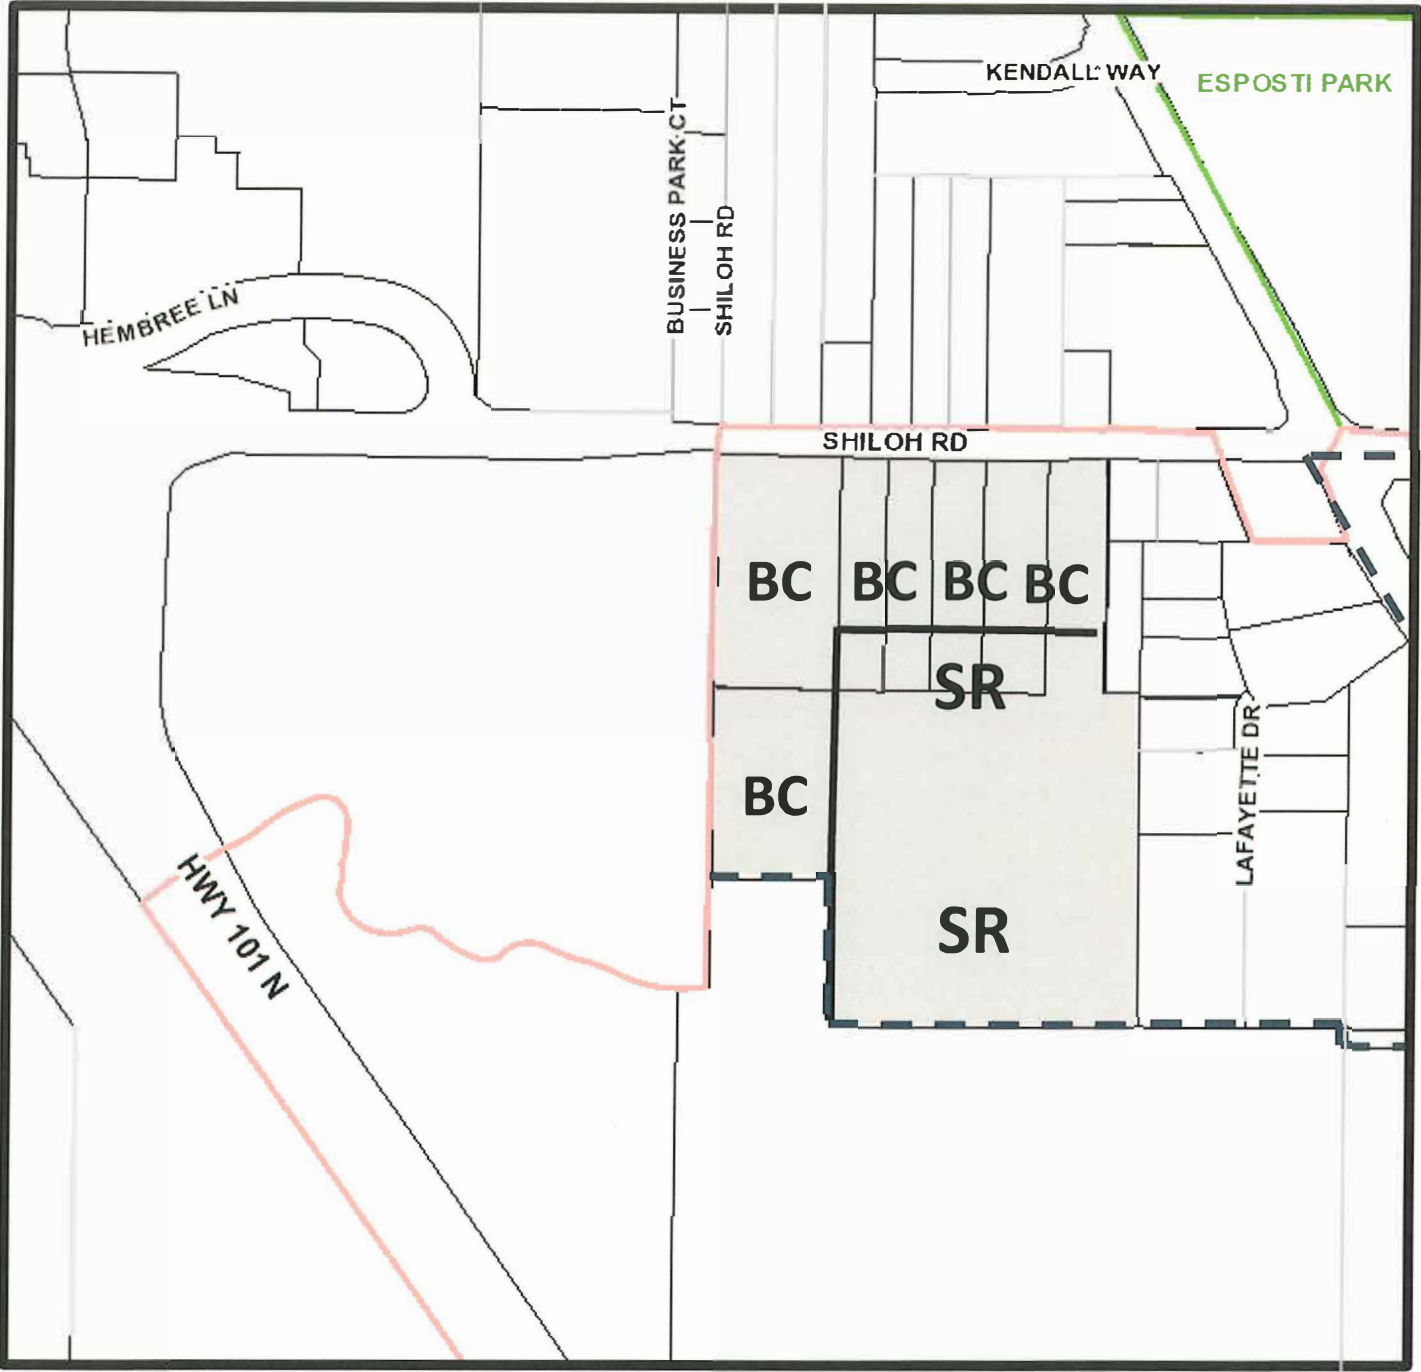 KENDALL WAY
ESPOSTI PARK
BUSINESS PARK CT
SHILOH RD
HEMBREE LN
SHILOH RD
BC
BC
BC
BC
SR
BC
LAFAYETTE DR
HWY 101 N
SR